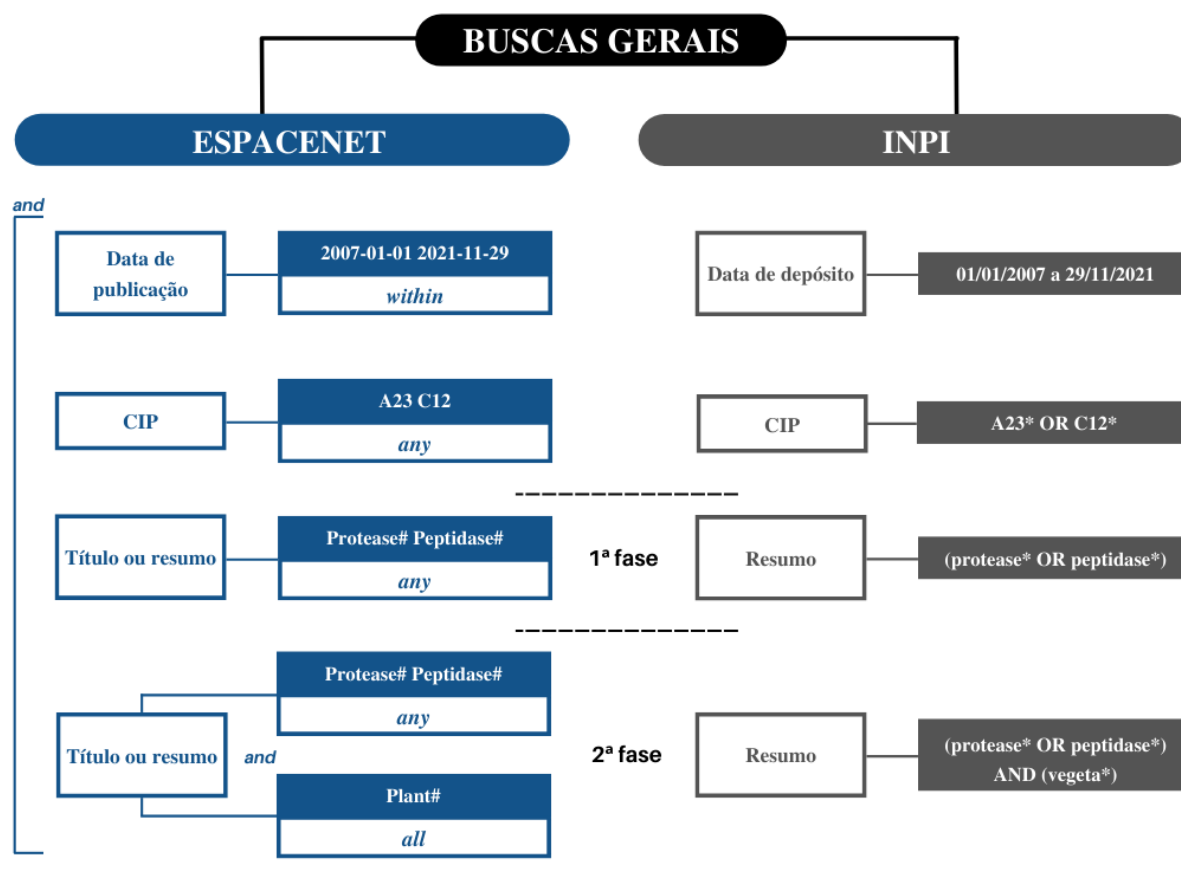 BUSCAS GERAIS
ESPACENET
INPI
and
Data de
publicação
2007-01-01 2021-11-29
within
Data de depósito
01/01/2007 a 29/11/2021
CIP
A23 C12
any
CIP
A23* OR C12*
Título ou resumo
Protease# Peptidase#
any
1ª fase
Resumo
(protease* OR peptidase*)
Título ou resumo
Protease# Peptidase#
any
and
Plant#
all
2ª fase
Resumo
(protease* OR peptidase*)
AND (vegeta*)